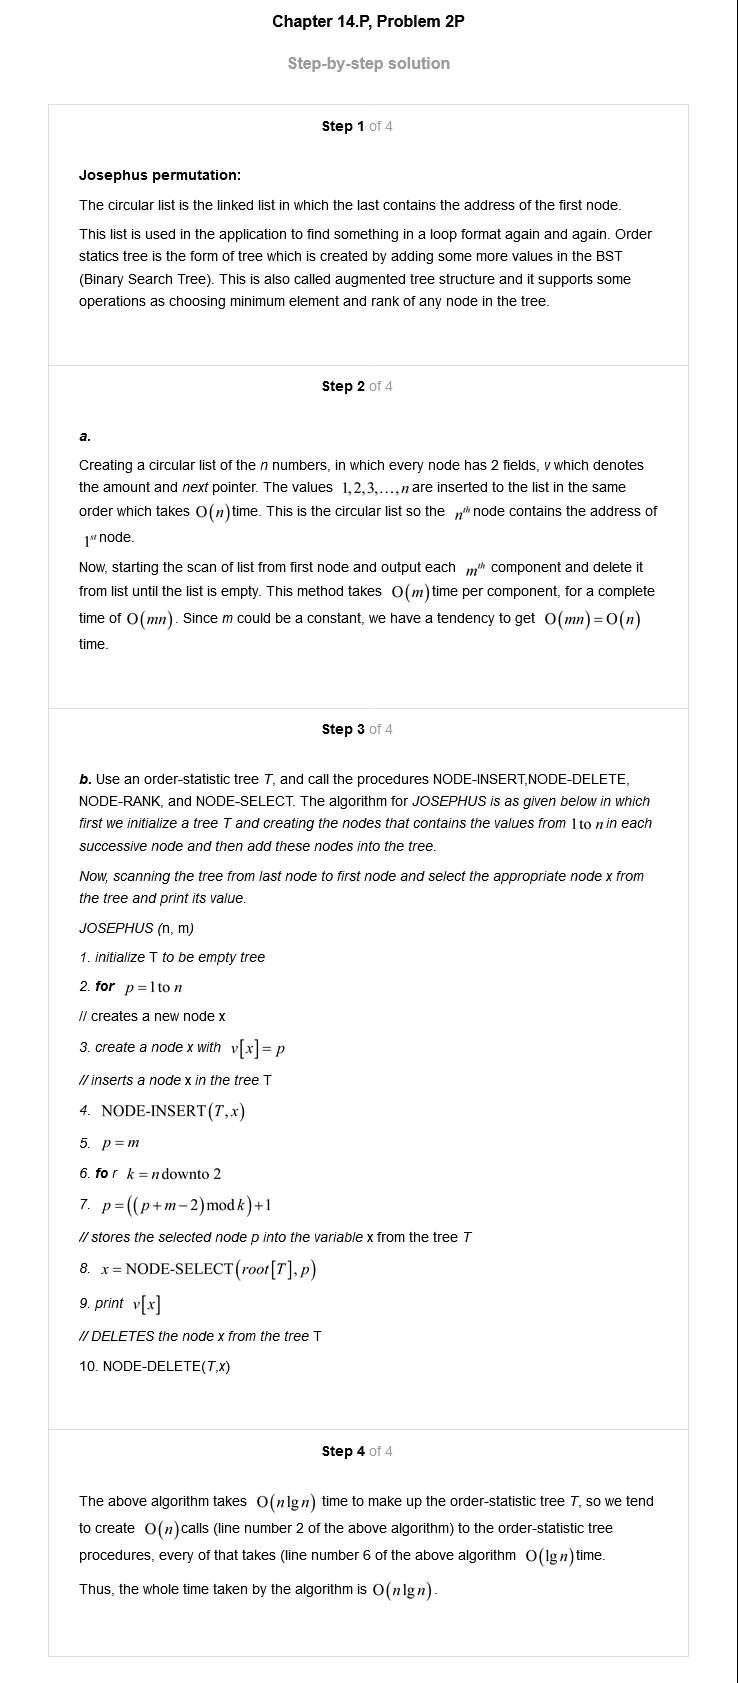 Chapter 14.P, Problem 2P
Step-by-step solution
Step 1 of 4
Josephus permutation:
The circular list is the linked list in which the last contains the address of the first node.
This list is used in the application to find something in a loop format again and again. Order
statics tree is the form of tree which is created by adding some more values in the BST
(Binary Search Tree). This is also called augmented tree structure and it supports some
operations as choosing minimum element and rank of any node in the tree.
Step 2 of 4
a.
Creating a circular list of the n numbers, in which every node has 2 fields, v which denotes
the amount and next pointer. The values 1,2,3,...,n are inserted to the list in the same
order which takes O(n) time. This is the circular list so the nth node contains the address of
1st node.
Now, starting the scan of list from first node and output each mth component and delete it
from list until the list is empty. This method takes O(m) time per component, for a complete
time of O(mn). Since m could be a constant, we have a tendency to get O(mn)=O(n)
time.
Step 3 of 4
b. Use an order-statistic tree T, and call the procedures NODE-INSERT,NODE-DELETE,
NODE-RANK, and NODE-SELECT. The algorithm for JOSEPHUS is as given below in which
first we initialize a tree T and creating the nodes that contains the values from 1 to n in each
successive node and then add these nodes into the tree.
Now, scanning the tree from last node to first node and select the appropriate node x from
the tree and print its value.
JOSEPHUS (n, m)
1. initialize T to be empty tree
2. for p=1 to n
// creates a new node x
3. create a node x with v[x]= p
// inserts a node x in the tree T
4. NODE-INSERT(T,x)
5. p=m
6. fo r k=n downto 2
7. p=((p+m−2)mod k)+1
// stores the selected node p into the variable x from the tree T
8. x=NODE-SELECT(root[T],p)
9. print v[x]
// DELETES the node x from the tree T
10. NODE-DELETE(T,x)
Step 4 of 4
The above algorithm takes O(n lg n) time to make up the order-statistic tree T, so we tend
to create O(n) calls (line number 2 of the above algorithm) to the order-statistic tree
procedures, every of that takes (line number 6 of the above algorithm O(lg n) time.
Thus, the whole time taken by the algorithm is O(n lg n).